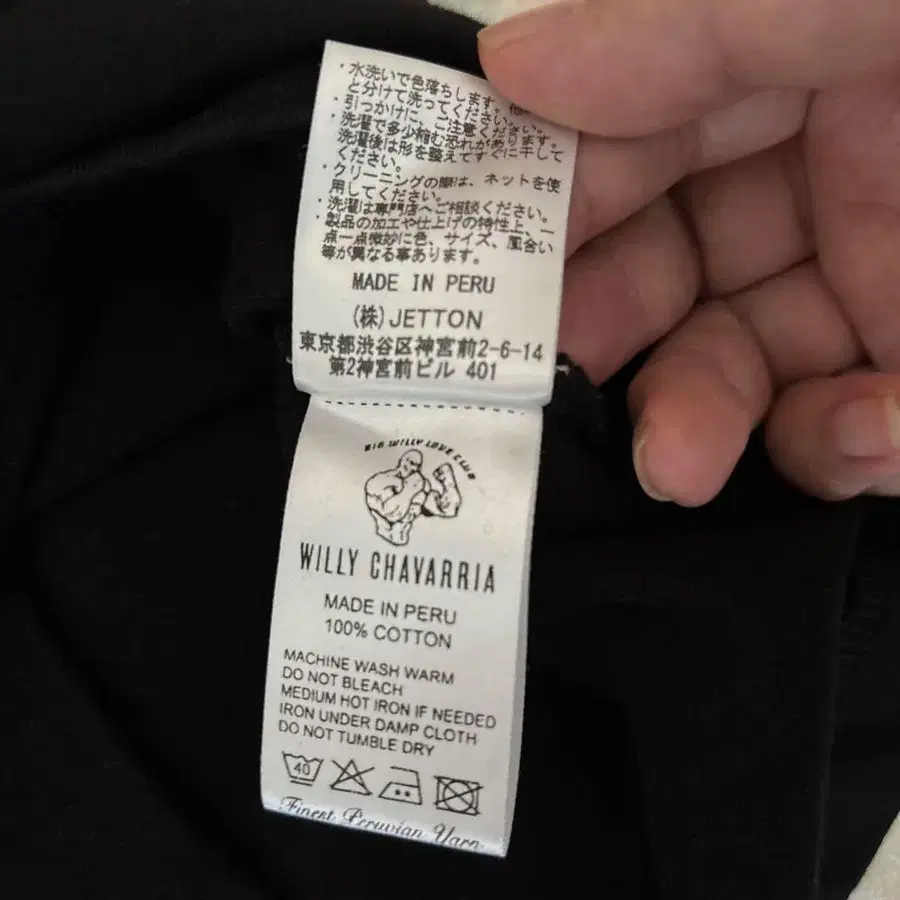 ・水洗いで色落ちします。他
と分けて洗ってください。
・引っかけに、ご注意ください。
・洗濯で多少縮む恐れがあります。
洗濯後は形を整えてすぐに干して
ください。
・クリーニングの際は、ネットを使
用してください。
・洗濯は専門店へご相談ください。
・製品の加工や仕上げの特性上、一
点一点微妙に色、サイズ、風合い
等が異なる事あります。
MADE IN PERU
(株)JETTON
東京都渋谷区神宮前2-6-14
第2神宮前ビル 401
BIG WILLY LOVE CLUB
WILLY CHAVARRIA
MADE IN PERU
100% COTTON
MACHINE WASH WARM
DO NOT BLEACH
MEDIUM HOT IRON IF NEEDED
IRON UNDER DAMP CLOTH
DO NOT TUMBLE DRY
40
Finest Peruvian Yarn